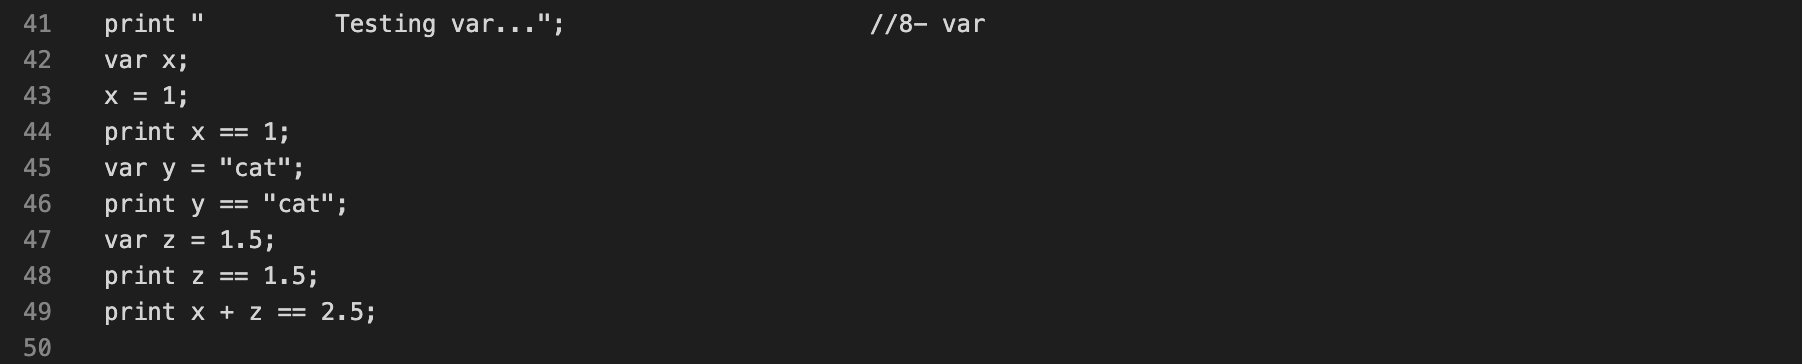 41 print "         Testing var...";                     //8- var
42 var x;
43 x = 1;
44 print x == 1;
45 var y = "cat";
46 print y == "cat";
47 var z = 1.5;
48 print z == 1.5;
49 print x + z == 2.5;
50